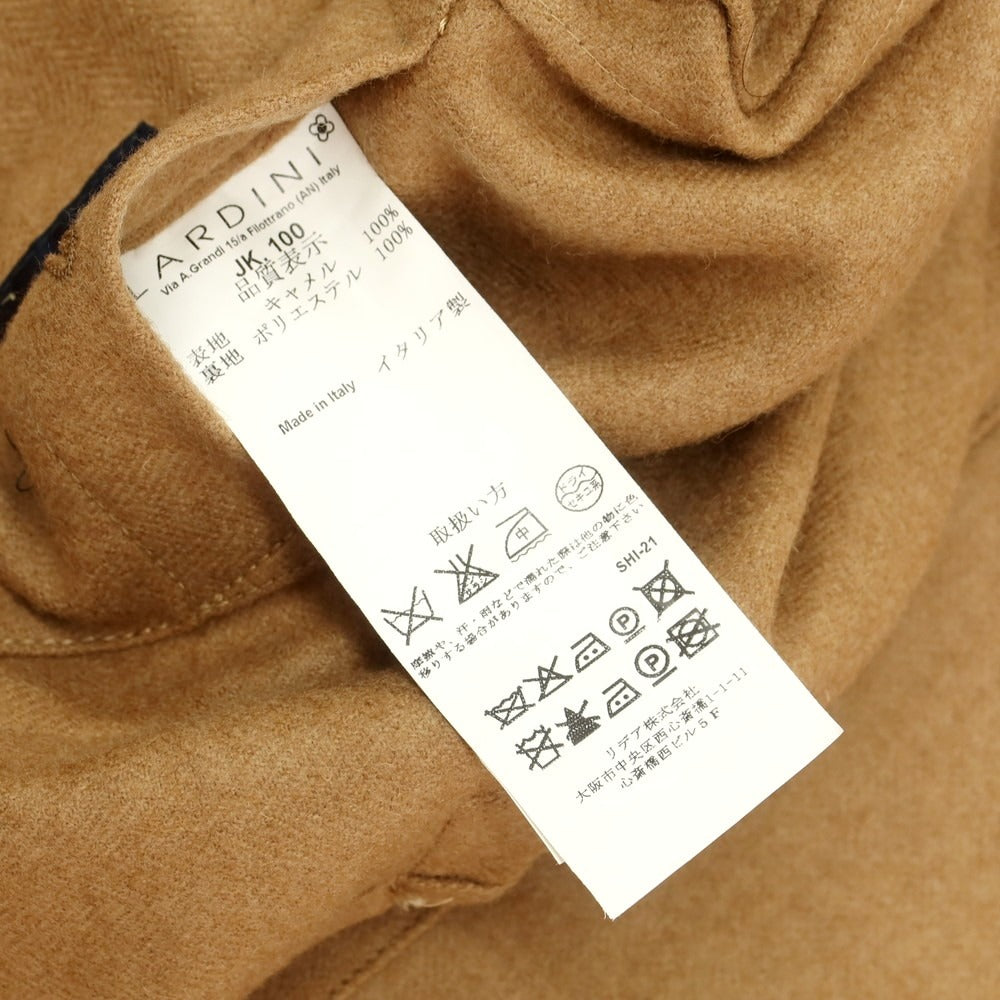 LARDINI
Via A.Grandi 15/a Filottrano (AN) Italy
JK 100
品質表示
表地 キャメル 100%
裏地 ポリエステル 100%
Made in Italy イタリア製
取扱い方
ドライ
セキユ系
中
エンソ
サラシ
摩擦や、汗・雨などで濡れた際は他の物に色
移りする場合がありますので、ご注意下さい
SHI-21
P
P
リデア株式会社
大阪市中央区西心斎橋1-1-11
心斎橋西ビル5F